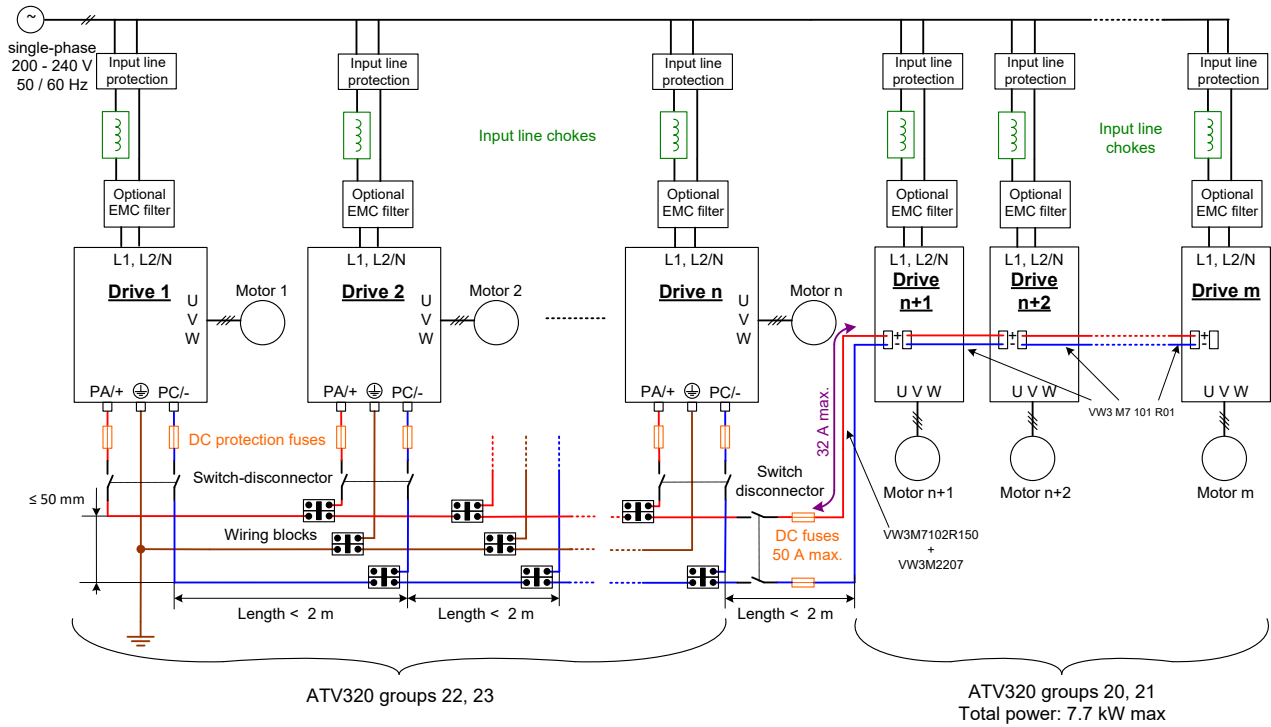 ~
single-phase
200 - 240 V
50 / 60 Hz
Input line
protection
Input line
protection
Input line
protection
Input line
protection
Input line
protection
Input line
protection
Input line chokes
Input line
chokes
Optional
EMC filter
Optional
EMC filter
Optional
EMC filter
Optional
EMC filter
Optional
EMC filter
Optional
EMC filter
L1, L2/N
Drive 1
U
V
W
Motor 1
PA/+
PC/-
L1, L2/N
Drive 2
U
V
W
Motor 2
PA/+
PC/-
L1, L2/N
Drive n
U
V
W
Motor n
PA/+
PC/-
L1, L2/N
Drive
n+1
+
-
U V W
Motor n+1
L1, L2/N
Drive
n+2
+
-
U V W
Motor n+2
L1, L2/N
Drive m
+
-
U V W
Motor m
VW3 M7 101 R01
32 A max.
DC protection fuses
Switch-disconnector
Switch
disconnector
≤ 50 mm
Wiring blocks
DC fuses
50 A max.
VW3M7102R150
+
VW3M2207
Length < 2 m
Length < 2 m
Length < 2 m
ATV320 groups 22, 23
ATV320 groups 20, 21
Total power: 7.7 kW max